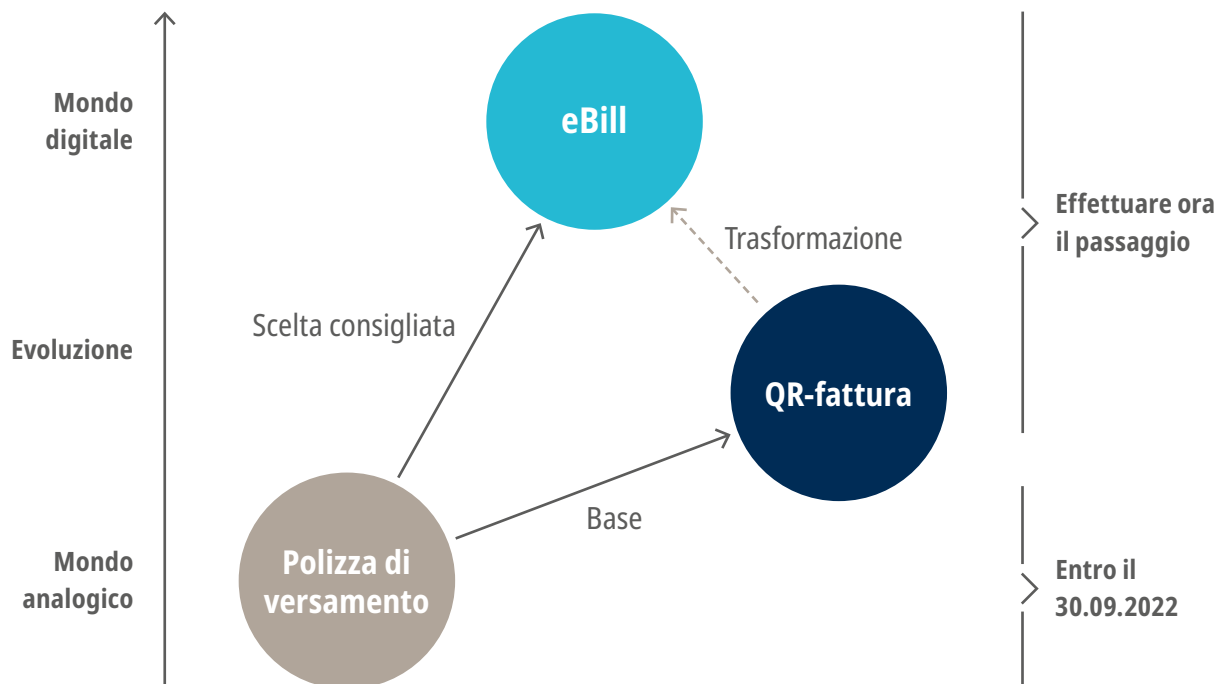 Mondo
digitale
eBill
Effettuare ora
il passaggio
Trasformazione
Scelta consigliata
Evoluzione
QR-fattura
Base
Mondo
analogico
Polizza di
versamento
Entro il
30.09.2022